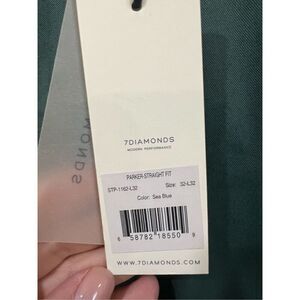 7DIAMONDS
MODERN PERFORMANCE
PARKER-STRAIGHT FIT
STP-1162-L32 Size: 32-L32
Color: Sea Blue
6 58782 18550 9
WWW.7DIAMONDS.COM
MONDS